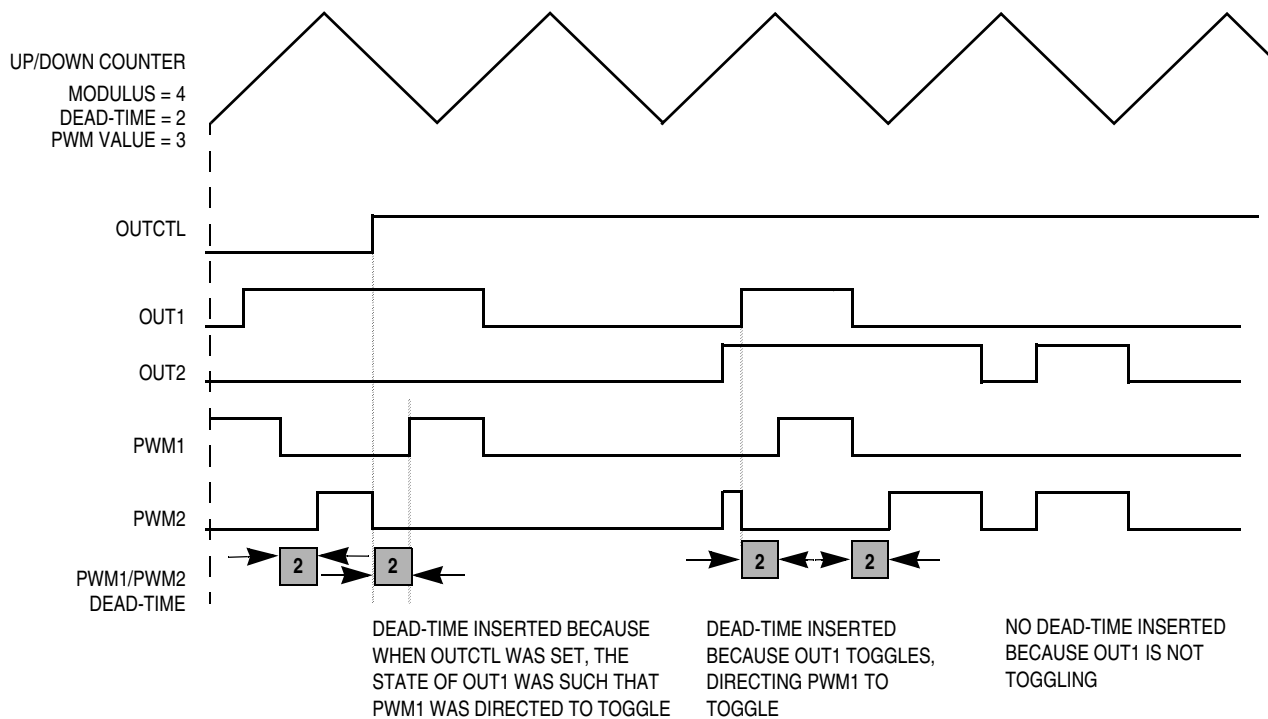 UP/DOWN COUNTER
MODULUS = 4
DEAD-TIME = 2
PWM VALUE = 3
OUTCTL
OUT1
OUT2
PWM1
PWM2
PWM1/PWM2
DEAD-TIME
2
2
2
2
DEAD-TIME INSERTED BECAUSE
WHEN OUTCTL WAS SET, THE
STATE OF OUT1 WAS SUCH THAT
PWM1 WAS DIRECTED TO TOGGLE
DEAD-TIME INSERTED
BECAUSE OUT1 TOGGLES,
DIRECTING PWM1 TO
TOGGLE
NO DEAD-TIME INSERTED
BECAUSE OUT1 IS NOT
TOGGLING